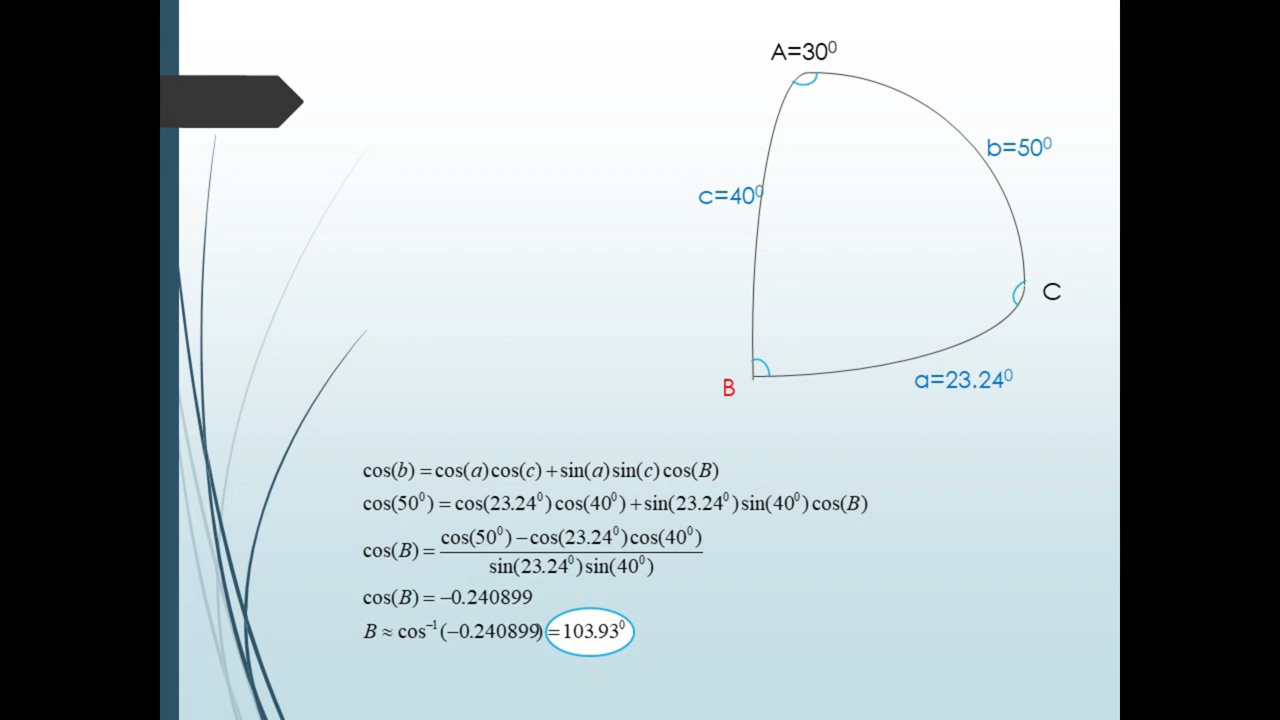 A=30⁰
b=50⁰
c=40⁰
C
B
a=23.24⁰
cos(b) = cos(a)cos(c) + sin(a)sin(c)cos(B)
cos(50⁰) = cos(23.24⁰)cos(40⁰) + sin(23.24⁰)sin(40⁰)cos(B)
cos(B) = (cos(50⁰) − cos(23.24⁰)cos(40⁰)) / (sin(23.24⁰)sin(40⁰))
cos(B) = −0.240899
B ≈ cos⁻¹(−0.240899) = 103.93⁰